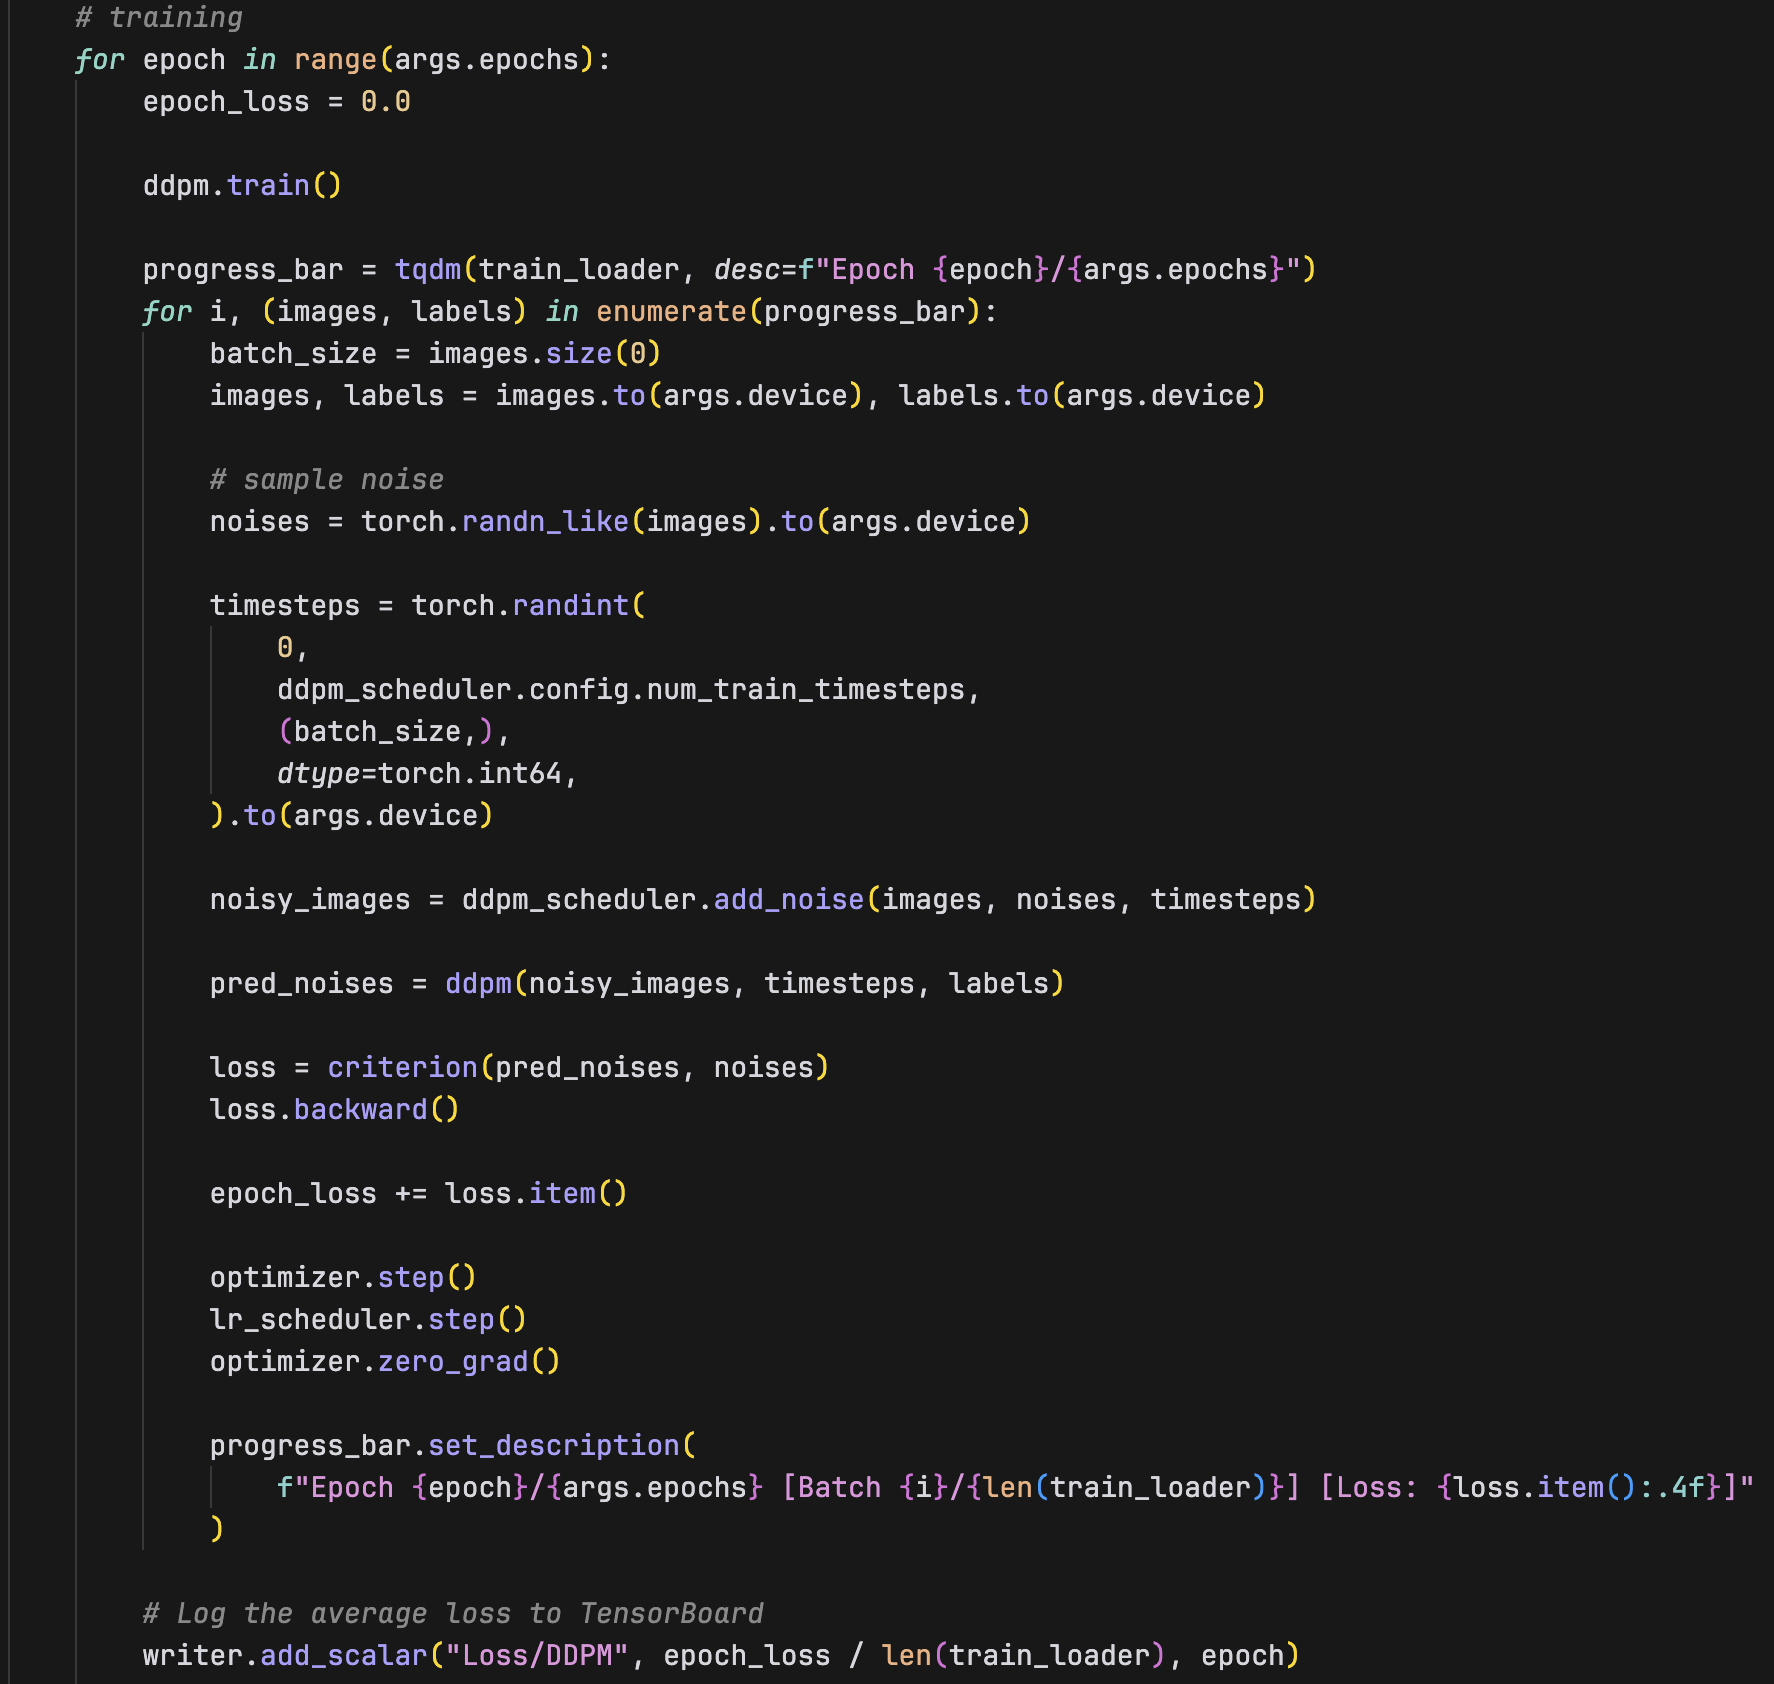 # training
for epoch in range(args.epochs):
epoch_loss = 0.0
ddpm.train()
progress_bar = tqdm(train_loader, desc=f"Epoch {epoch}/{args.epochs}")
for i, (images, labels) in enumerate(progress_bar):
batch_size = images.size(0)
images, labels = images.to(args.device), labels.to(args.device)
# sample noise
noises = torch.randn_like(images).to(args.device)
timesteps = torch.randint(
0,
ddpm_scheduler.config.num_train_timesteps,
(batch_size,),
dtype=torch.int64,
).to(args.device)
noisy_images = ddpm_scheduler.add_noise(images, noises, timesteps)
pred_noises = ddpm(noisy_images, timesteps, labels)
loss = criterion(pred_noises, noises)
loss.backward()
epoch_loss += loss.item()
optimizer.step()
lr_scheduler.step()
optimizer.zero_grad()
progress_bar.set_description(
f"Epoch {epoch}/{args.epochs} [Batch {i}/{len(train_loader)}] [Loss: {loss.item():.4f}]"
)
# Log the average loss to TensorBoard
writer.add_scalar("Loss/DDPM", epoch_loss / len(train_loader), epoch)